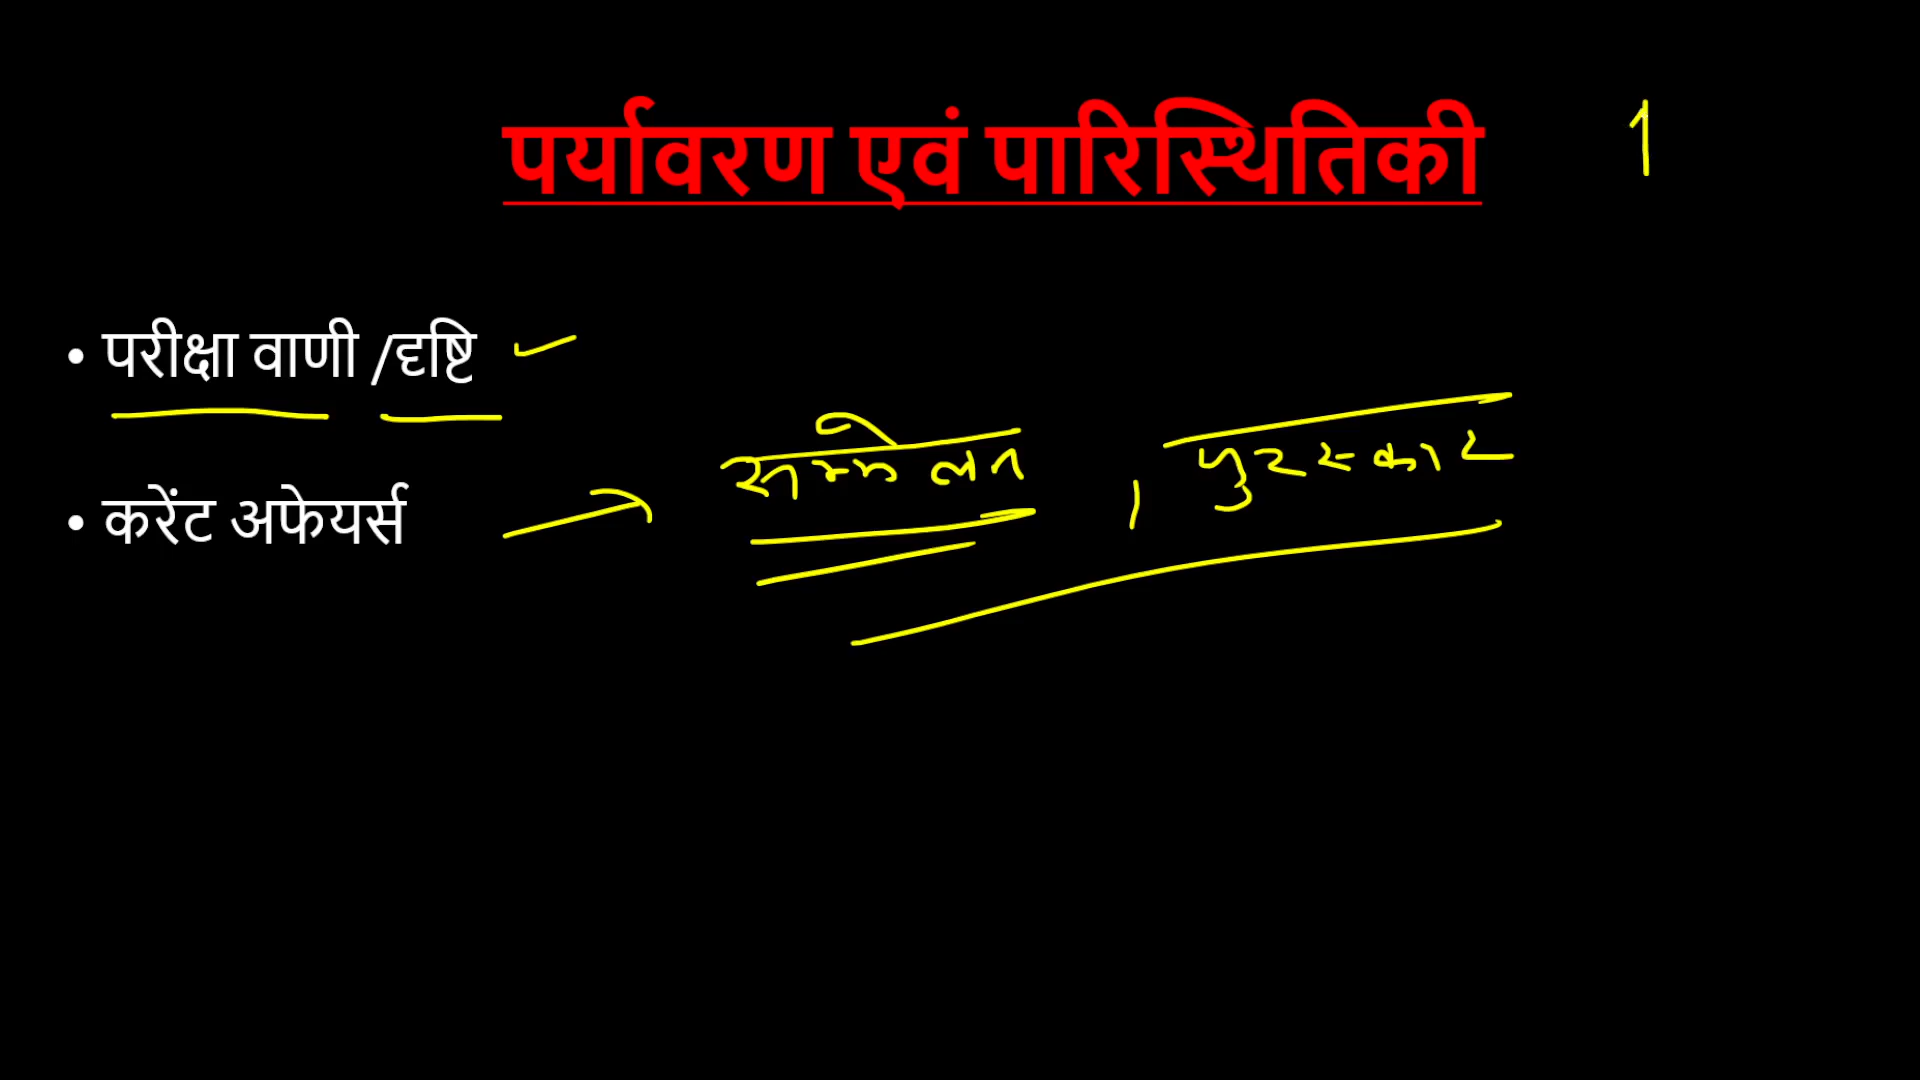 पर्यावरण एवं पारिस्थितिकी 1
• परीक्षा वाणी /दृष्टि
• करेंट अफेयर्स
सम्मेलन , पुरस्कार